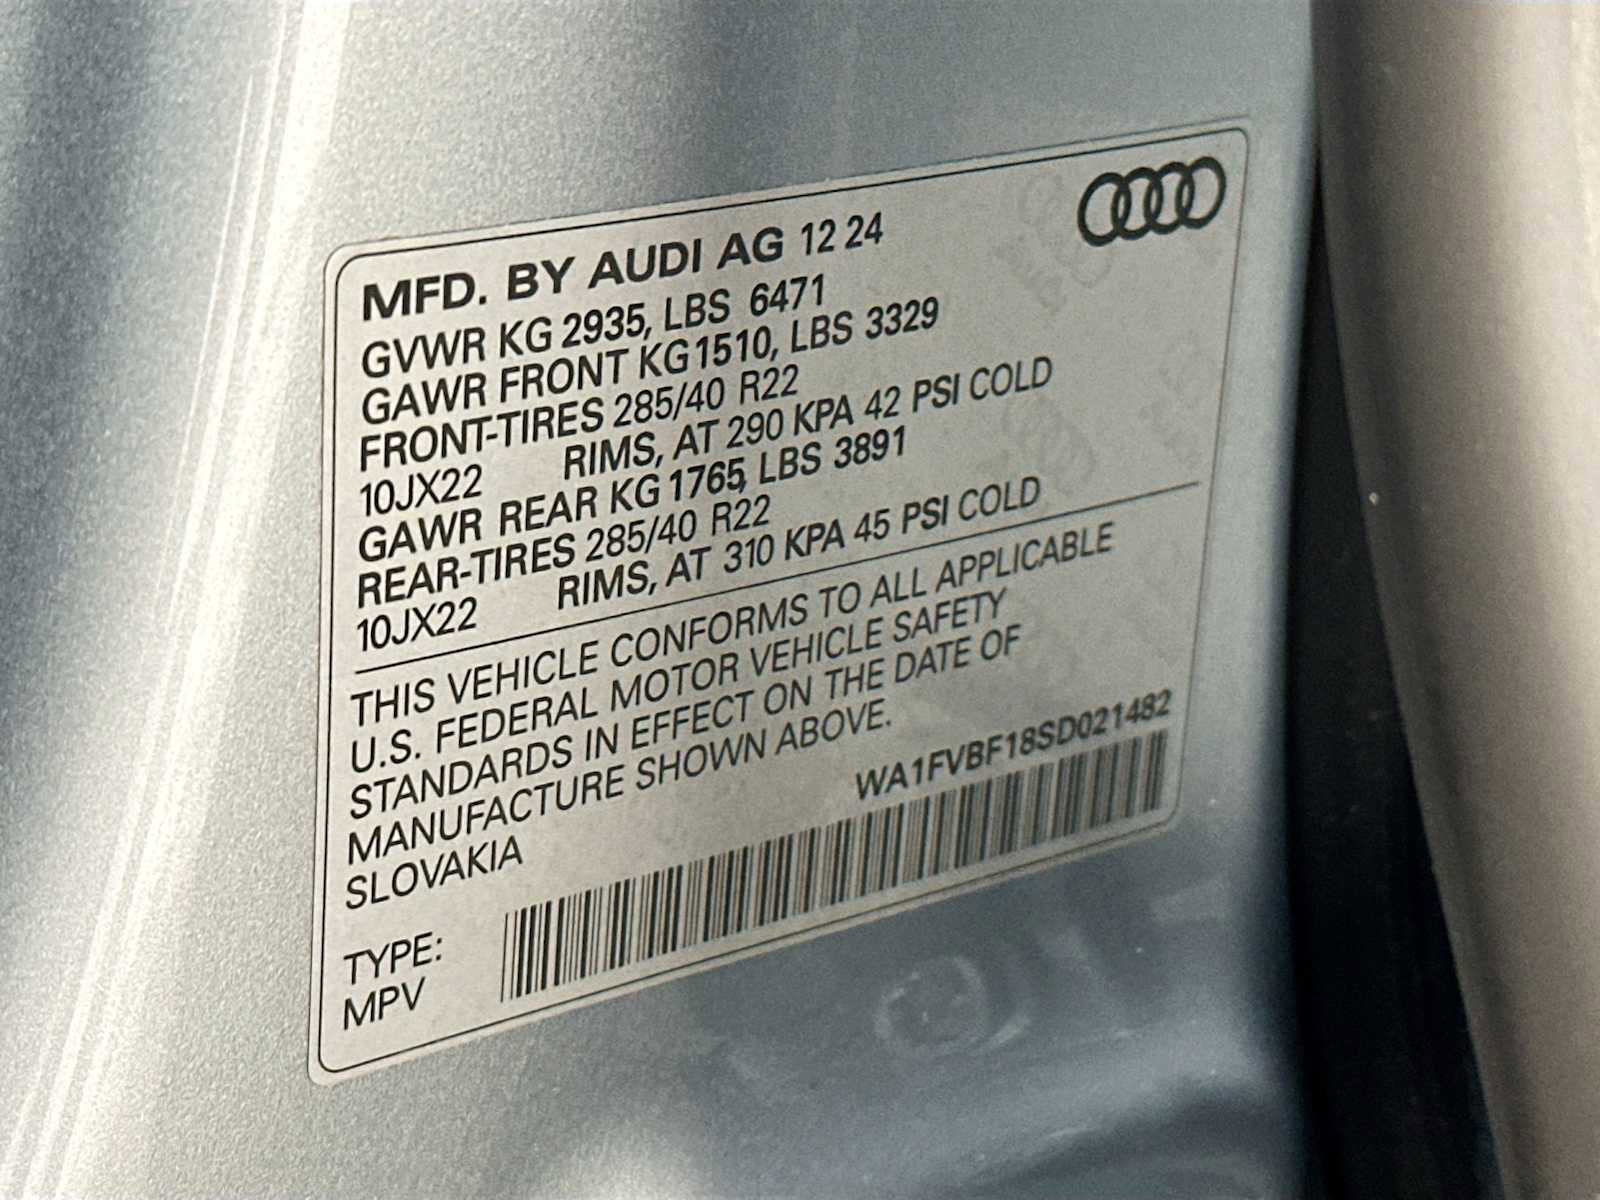 MFD. BY AUDI AG 12 24
GVWR KG 2935, LBS 6471
GAWR FRONT KG 1510, LBS 3329
FRONT-TIRES 285/40 R22
10JX22 RIMS, AT 290 KPA 42 PSI COLD
GAWR REAR KG 1765, LBS 3891
REAR-TIRES 285/40 R22
10JX22 RIMS, AT 310 KPA 45 PSI COLD
THIS VEHICLE CONFORMS TO ALL APPLICABLE
U.S. FEDERAL MOTOR VEHICLE SAFETY
STANDARDS IN EFFECT ON THE DATE OF
MANUFACTURE SHOWN ABOVE.
SLOVAKIA
WA1FVBF18SD021482
TYPE:
MPV